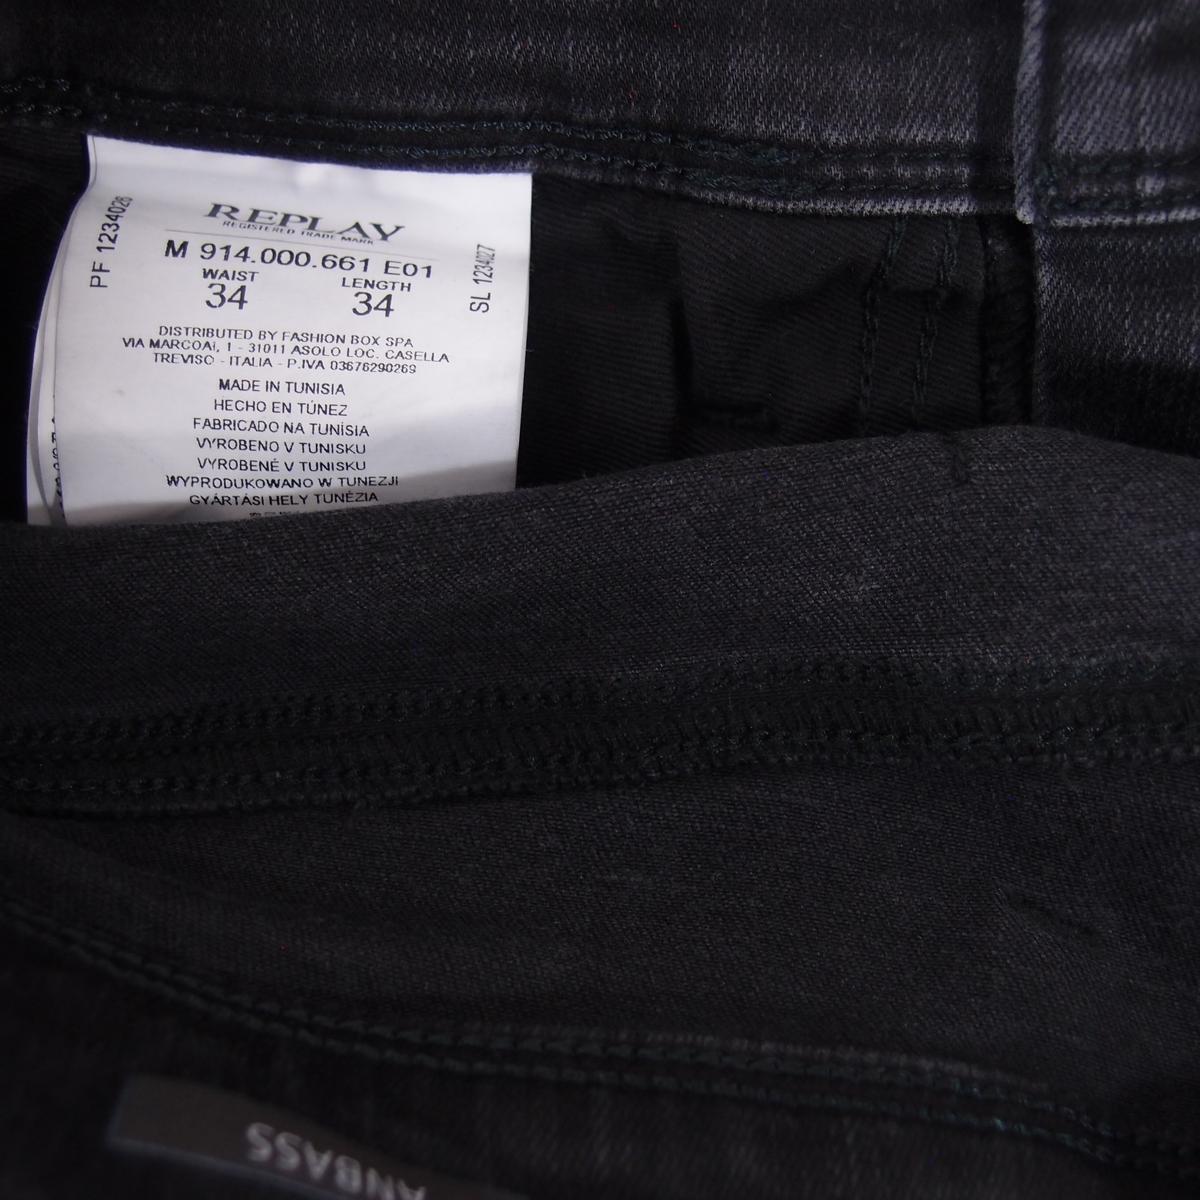 PF 1234028
REPLAY
REGISTERED TRADE MARK
M 914.000.661 E01
WAIST LENGTH
34 34
SL 1234027
DISTRIBUTED BY FASHION BOX SPA
VIA MARCOAI, 1 - 31011 ASOLO LOC. CASELLA
TREVISO - ITALIA - P.IVA 03676290269
MADE IN TUNISIA
HECHO EN TÚNEZ
FABRICADO NA TUNÍSIA
VYROBENO V TUNISKU
VYROBENÉ V TUNISKU
WYPRODUKOWANO W TUNEZJI
GYÁRTÁSI HELY TUNÉZIA
ANBASS